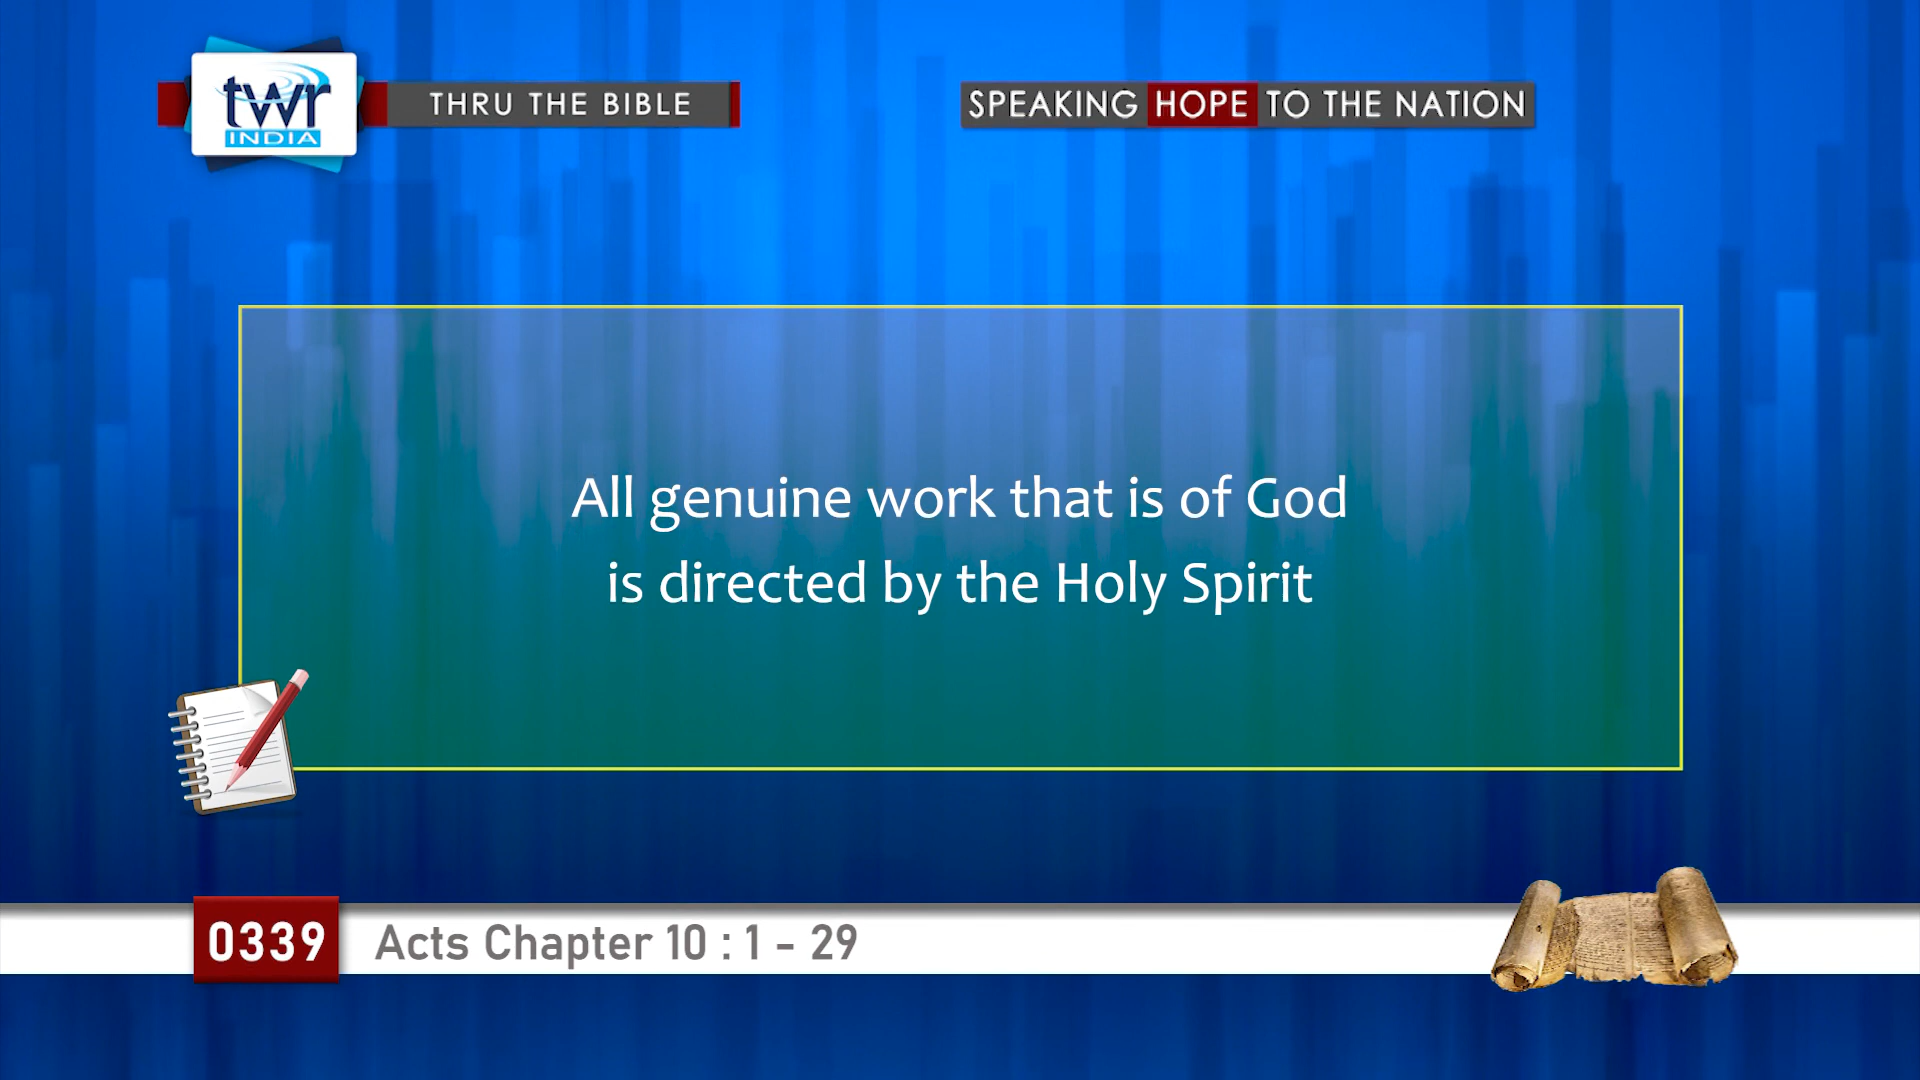 twr
INDIA
THRU THE BIBLE
SPEAKING HOPE TO THE NATION
All genuine work that is of God
is directed by the Holy Spirit
0339
Acts Chapter 10 : 1 - 29